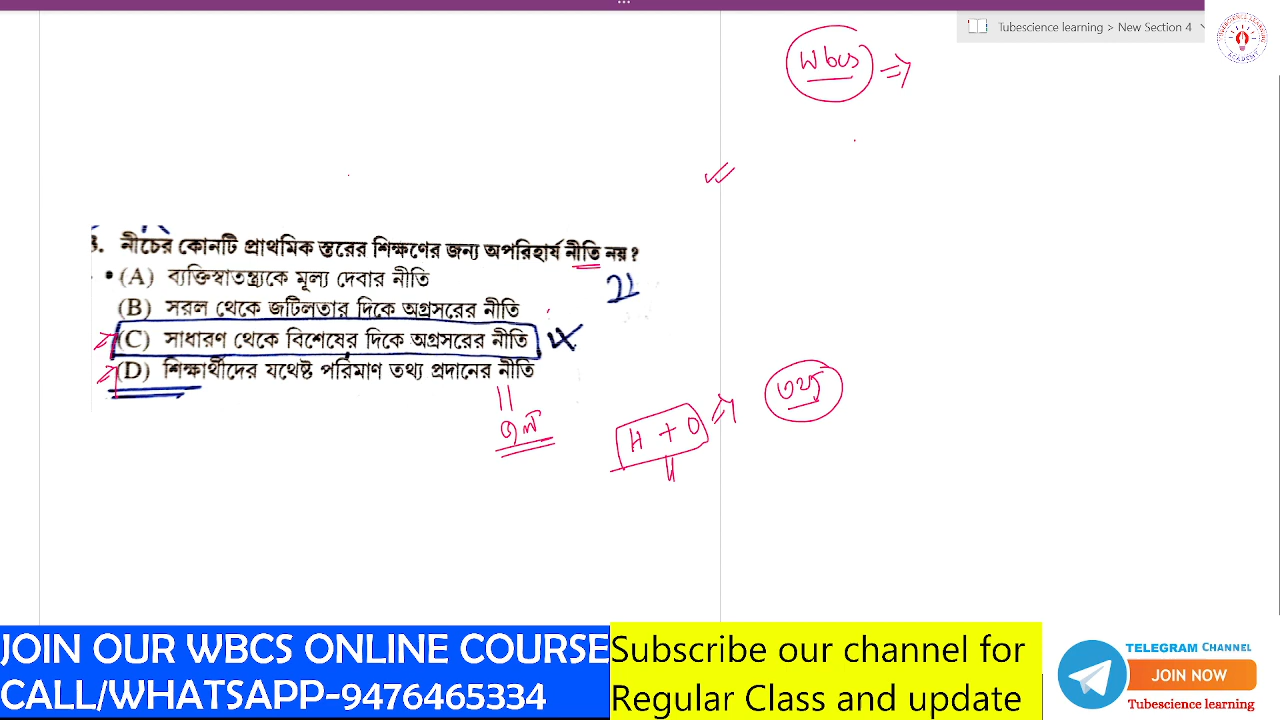 Tubescience learning > New Section 4
Wbcs
নীচের কোনটি প্রাথমিক স্তরের শিক্ষণের জন্য অপরিহার্য নীতি নয় ?
(A) ব্যক্তিস্বাতন্ত্র্যকে মূল্য দেবার নীতি
(B) সরল থেকে জটিলতার দিকে অগ্রসরের নীতি
(C) সাধারণ থেকে বিশেষের দিকে অগ্রসরের নীতি
(D) শিক্ষার্থীদের যথেষ্ট পরিমাণ তথ্য প্রদানের নীতি
তথ্য
H + O
জল
JOIN OUR WBCS ONLINE COURSE
CALL/WHATSAPP-9476465334
Subscribe our channel for
Regular Class and update
TELEGRAM CHANNEL
JOIN NOW
Tubescience learning